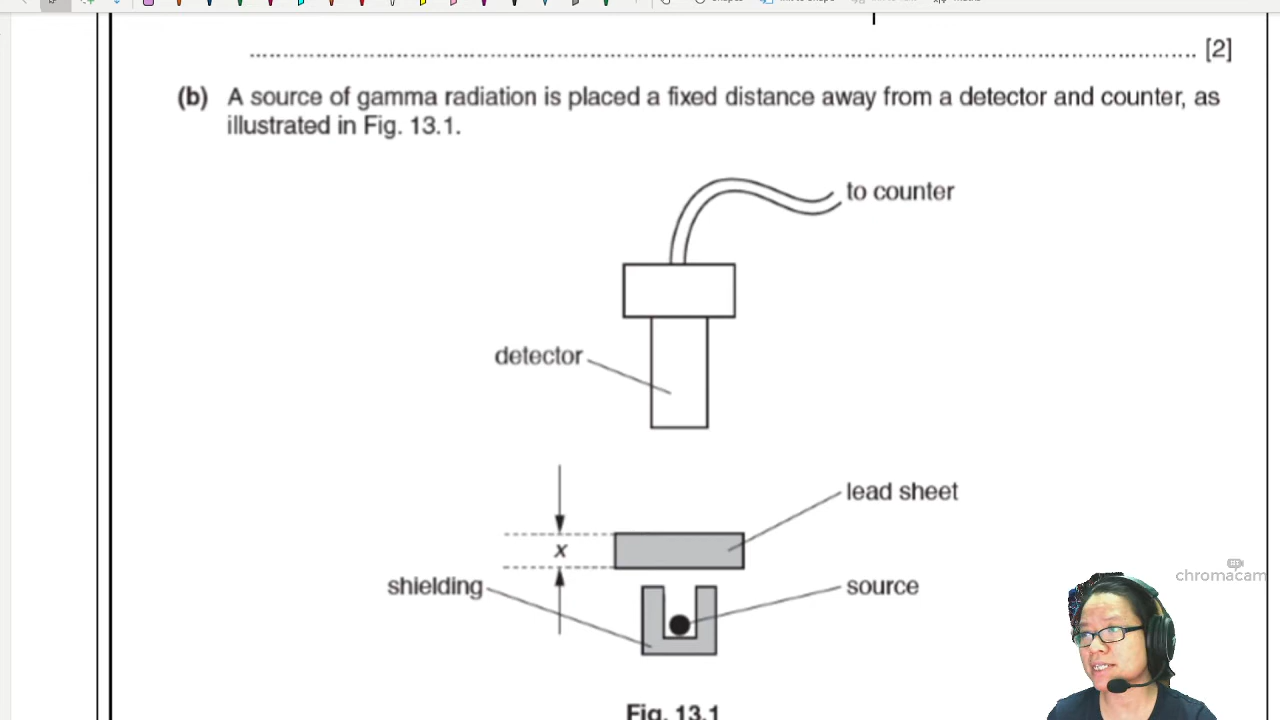 [2]
(b) A source of gamma radiation is placed a fixed distance away from a detector and counter, as
illustrated in Fig. 13.1.
to counter
detector
lead sheet
x
shielding
source
chromacam
Fig. 13.1